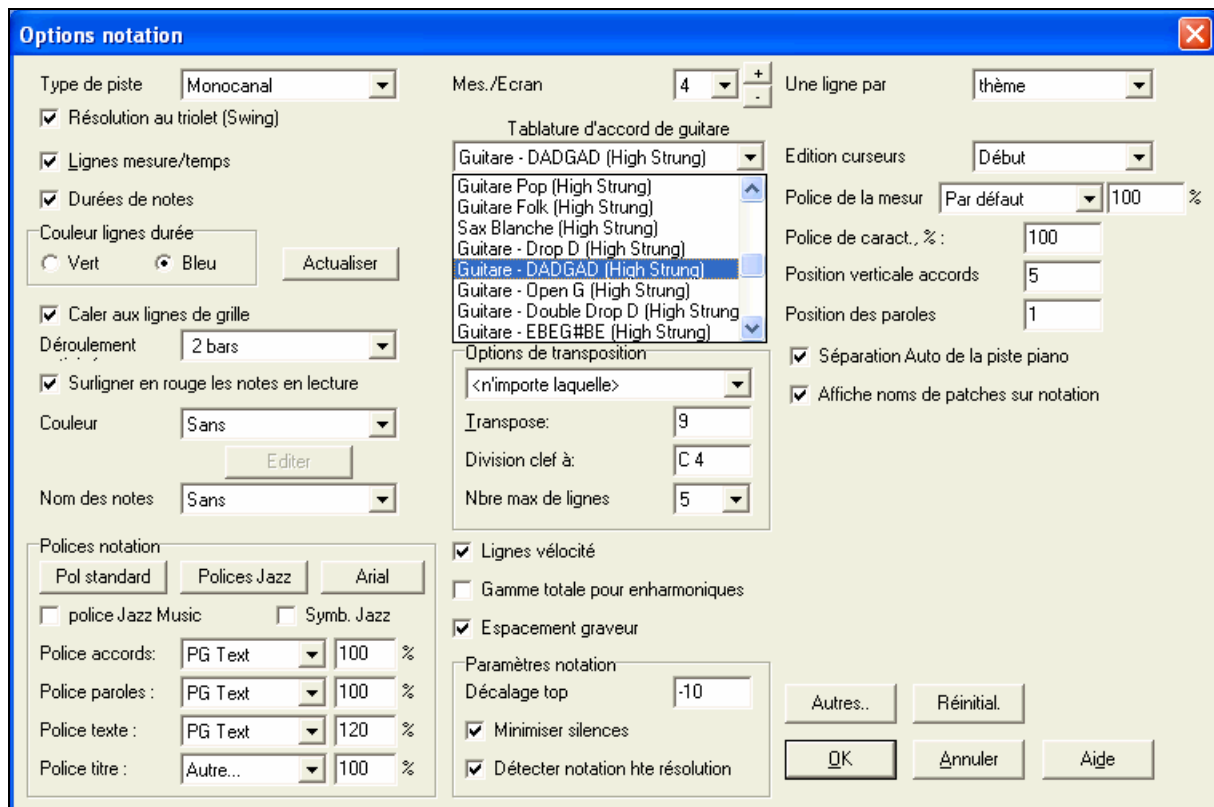 Options notation
Type de piste
Monocanal
Résolution au triolet (Swing)
Lignes mesure/temps
Durées de notes
Couleur lignes durée
Vert
Bleu
Actualiser
Caler aux lignes de grille
Déroulement
2 bars
Surligner en rouge les notes en lecture
Couleur
Sans
Editer
Nom des notes
Sans
Polices notation
Pol standard
Polices Jazz
Arial
police Jazz Music
Symb. Jazz
Police accords:
PG Text
100
%
Police paroles :
PG Text
100
%
Police texte :
PG Text
120
%
Police titre :
Autre...
100
%
Mes./Ecran
4
+
-
Tablature d'accord de guitare
Guitare - DADGAD (High Strung)
Guitare Pop (High Strung)
Guitare Folk (High Strung)
Sax Blanche (High Strung)
Guitare - Drop D (High Strung)
Guitare - DADGAD (High Strung)
Guitare - Open G (High Strung)
Guitare - Double Drop D (High Strung
Guitare - EBEG#BE (High Strung)
Options de transposition
<n'importe laquelle>
Transpose:
9
Division clef à:
C 4
Nbre max de lignes
5
Lignes vélocité
Gamme totale pour enharmoniques
Espacement graveur
Paramètres notation
Décalage top
-10
Minimiser silences
Détecter notation hte résolution
Une ligne par
thème
Edition curseurs
Début
Police de la mesur
Par défaut
100
%
Police de caract., % :
100
Position verticale accords
5
Position des paroles
1
Séparation Auto de la piste piano
Affiche noms de patches sur notation
Autres..
Réinitial.
OK
Annuler
Aide